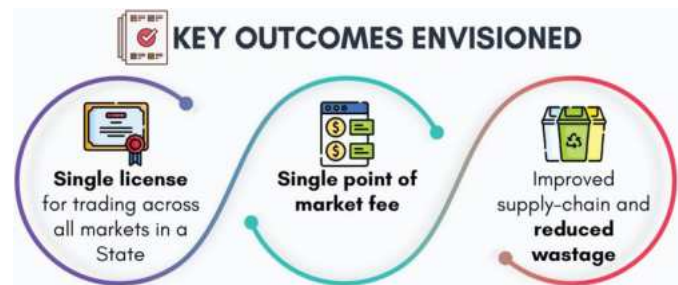 KEY OUTCOMES ENVISIONED
Single license
for trading across
all markets in a
State
Single point of
market fee
Improved
supply-chain and
reduced
wastage